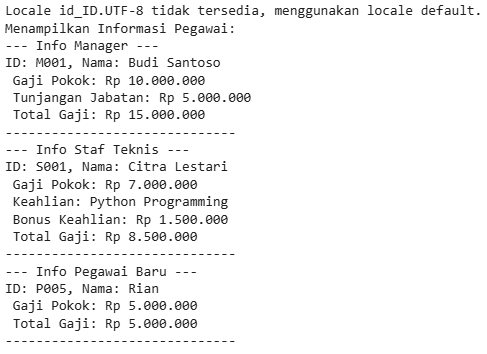 Locale id_ID.UTF-8 tidak tersedia, menggunakan locale default.
Menampilkan Informasi Pegawai:
--- Info Manager ---
ID: M001, Nama: Budi Santoso
 Gaji Pokok: Rp 10.000.000
 Tunjangan Jabatan: Rp 5.000.000
 Total Gaji: Rp 15.000.000
------------------------------
--- Info Staf Teknis ---
ID: S001, Nama: Citra Lestari
 Gaji Pokok: Rp 7.000.000
 Keahlian: Python Programming
 Bonus Keahlian: Rp 1.500.000
 Total Gaji: Rp 8.500.000
------------------------------
--- Info Pegawai Baru ---
ID: P005, Nama: Rian
 Gaji Pokok: Rp 5.000.000
 Total Gaji: Rp 5.000.000
------------------------------